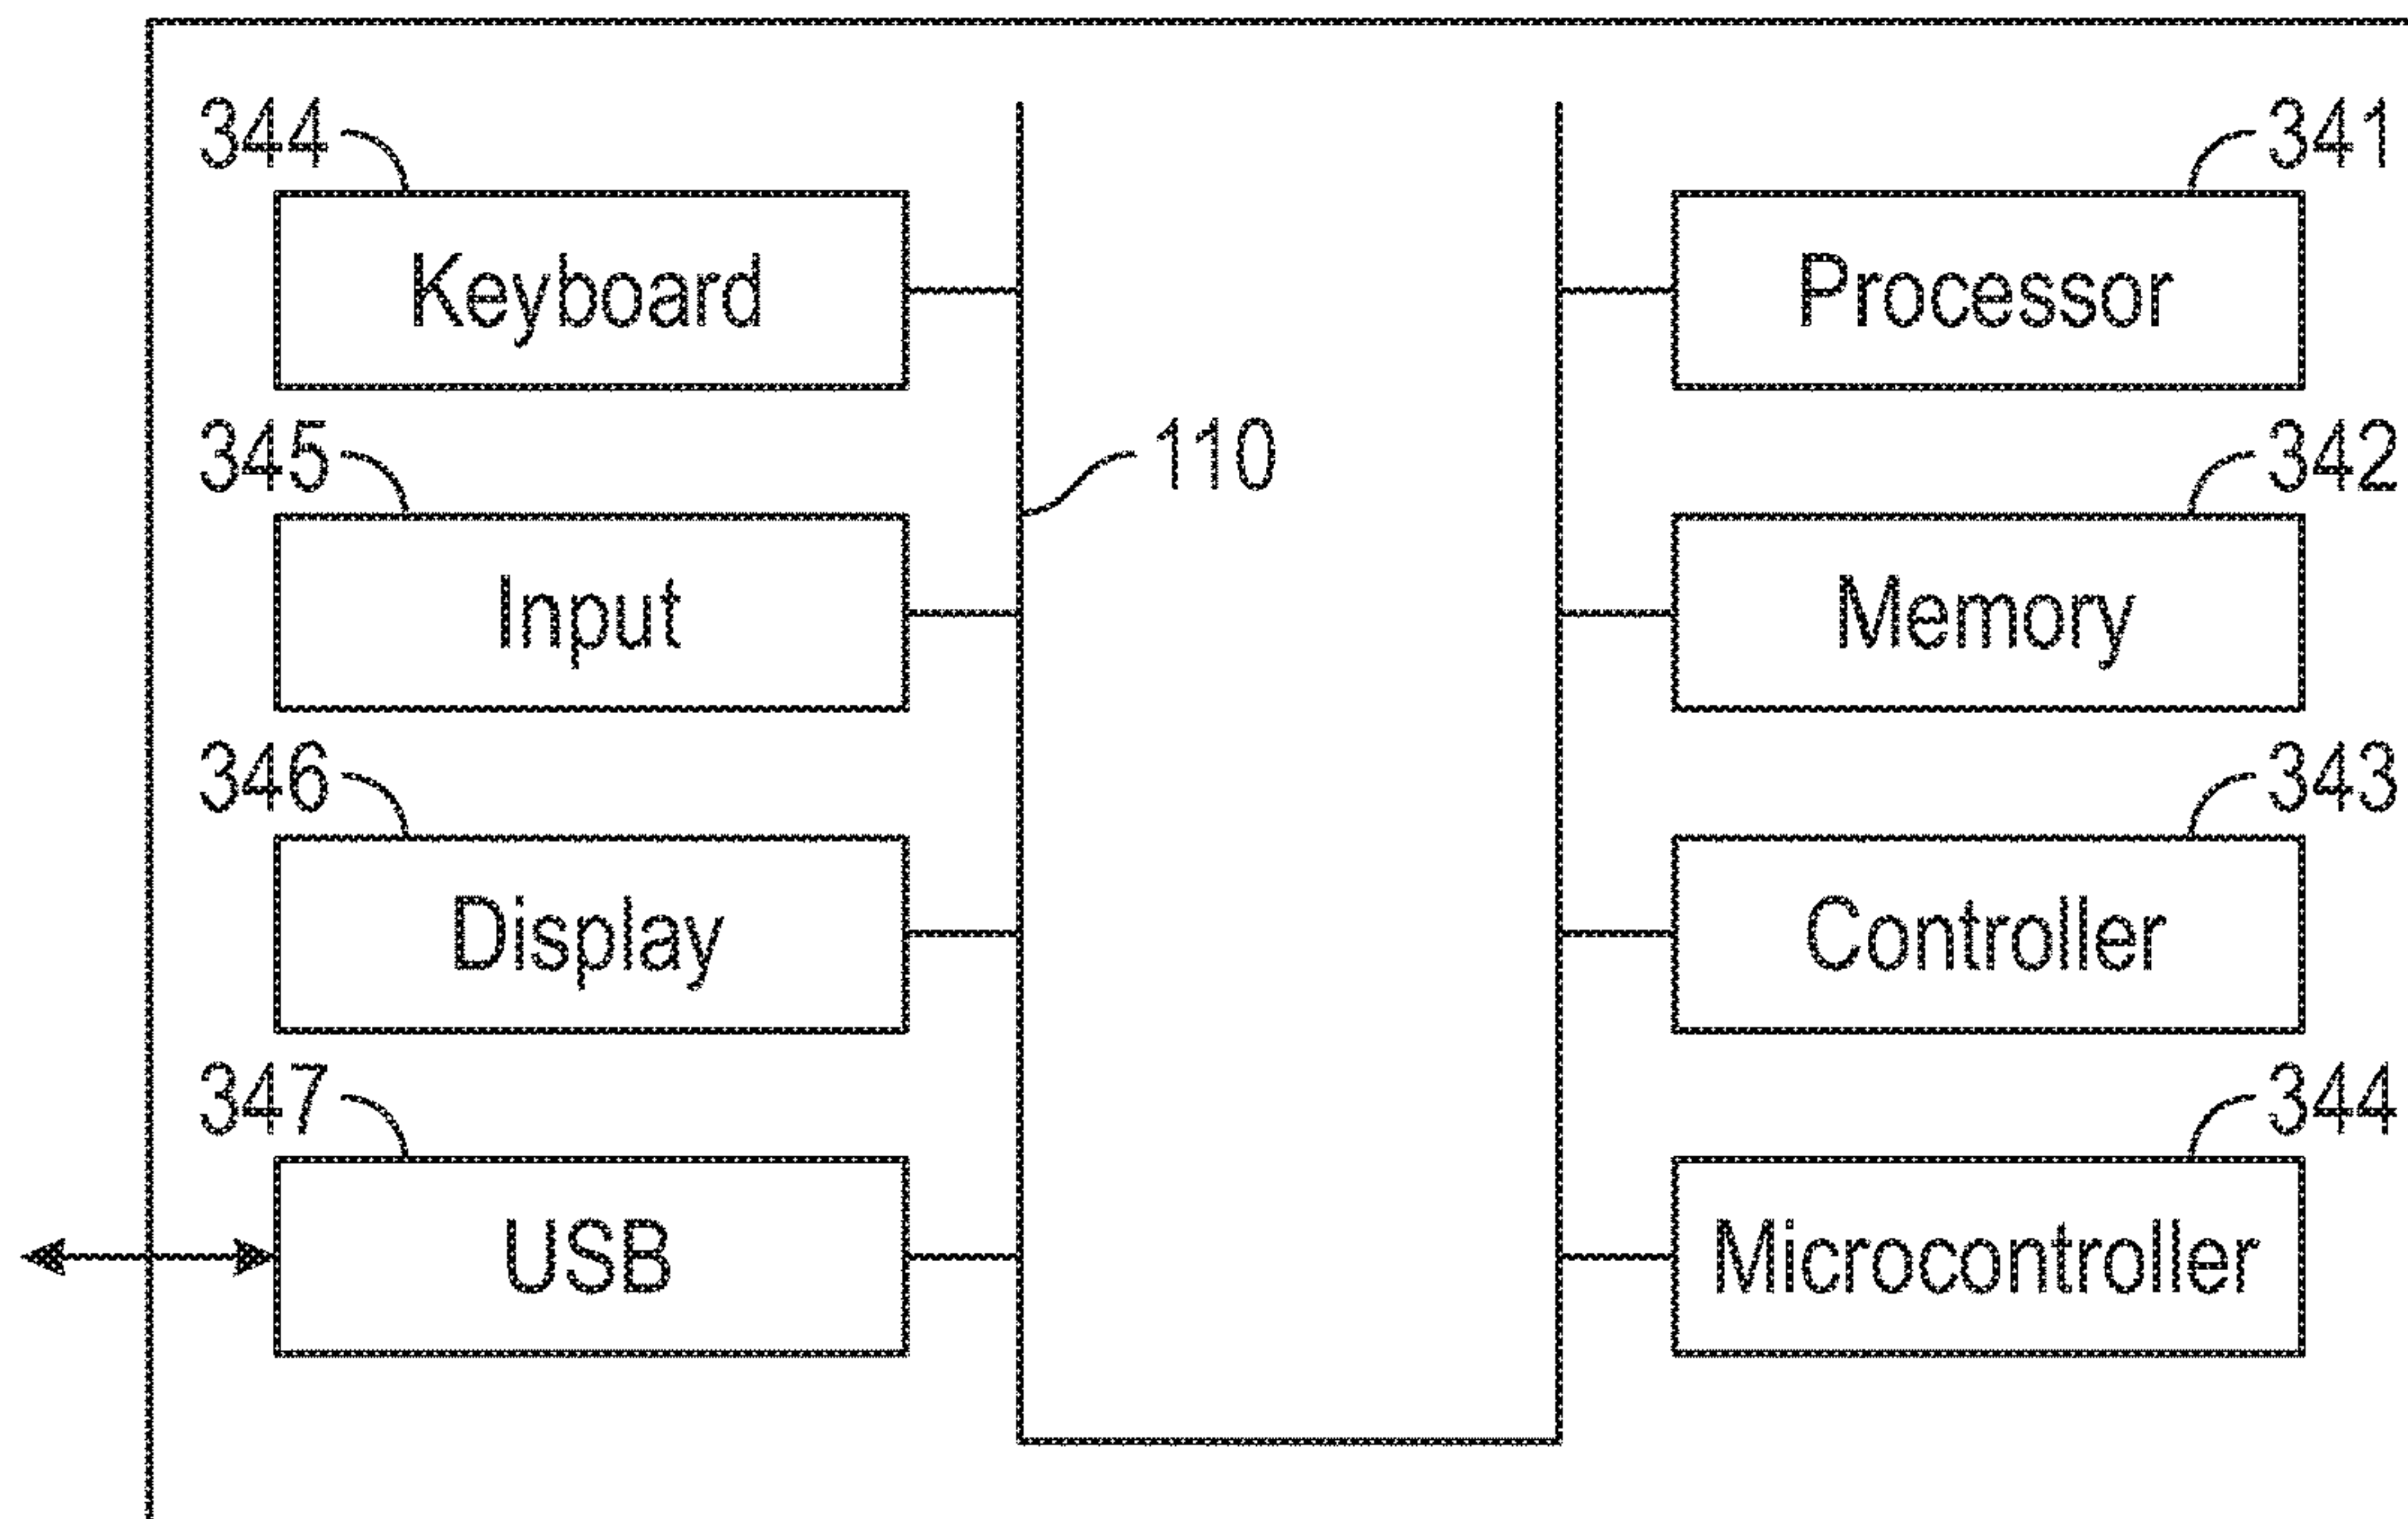 344 341
Keyboard Processor
345 110 342
Input Memory
346 343
Display Controller
347 344
USB Microcontroller